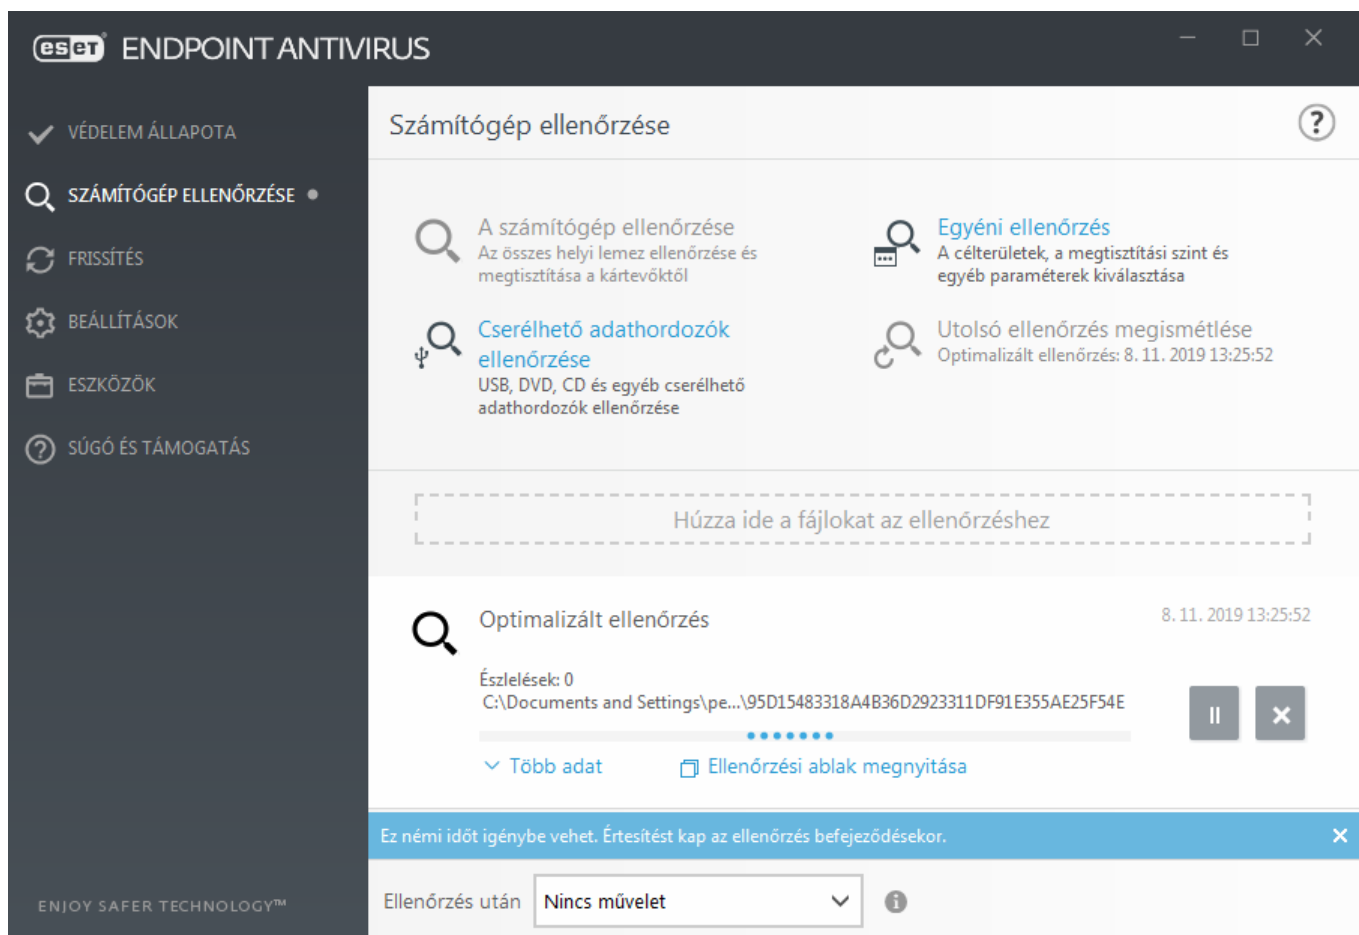 eseт ENDPOINT ANTIVIRUS
VÉDELEM ÁLLAPOTA
SZÁMÍTÓGÉP ELLENŐRZÉSE
FRISSÍTÉS
BEÁLLÍTÁSOK
ESZKÖZÖK
SÚGÓ ÉS TÁMOGATÁS
ENJOY SAFER TECHNOLOGY™
Számítógép ellenőrzése
?
A számítógép ellenőrzése
Az összes helyi lemez ellenőrzése és
megtisztítása a kártevőktől
Egyéni ellenőrzés
A célterületek, a megtisztítási szint és
egyéb paraméterek kiválasztása
Cserélhető adathordozók
ellenőrzése
USB, DVD, CD és egyéb cserélhető
adathordozók ellenőrzése
Utolsó ellenőrzés megismétlése
Optimalizált ellenőrzés: 8. 11. 2019 13:25:52
Húzza ide a fájlokat az ellenőrzéshez
Optimalizált ellenőrzés
8. 11. 2019 13:25:52
Észlelések: 0
C:\Documents and Settings\pe...\95D15483318A4B36D2923311DF91E355AE25F54E
Több adat
Ellenőrzési ablak megnyitása
Ez némi időt igénybe vehet. Értesítést kap az ellenőrzés befejeződésekor.
Ellenőrzés után
Nincs művelet